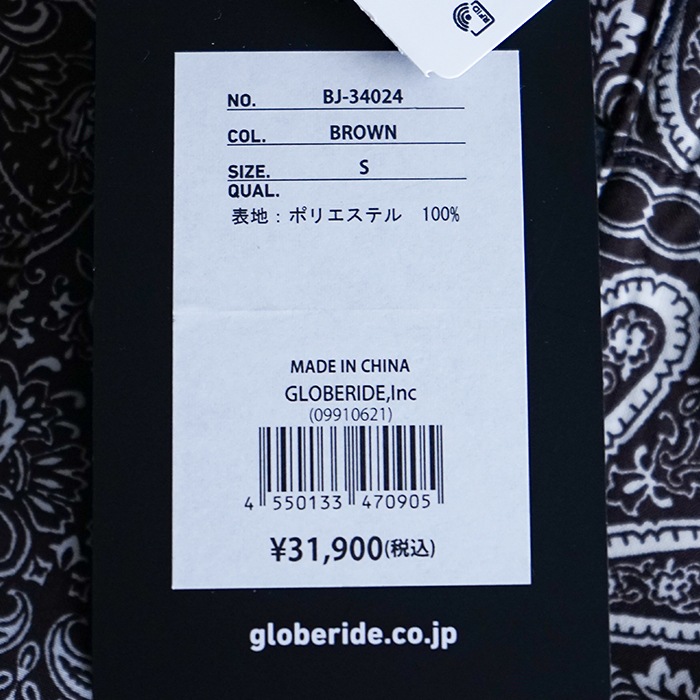 RFID
NO. BJ-34024
COL. BROWN
SIZE. S
QUAL.
表地：ポリエステル 100%
MADE IN CHINA
GLOBERIDE,Inc
(09910621)
4 550133 470905
¥31,900(税込)
globeride.co.jp